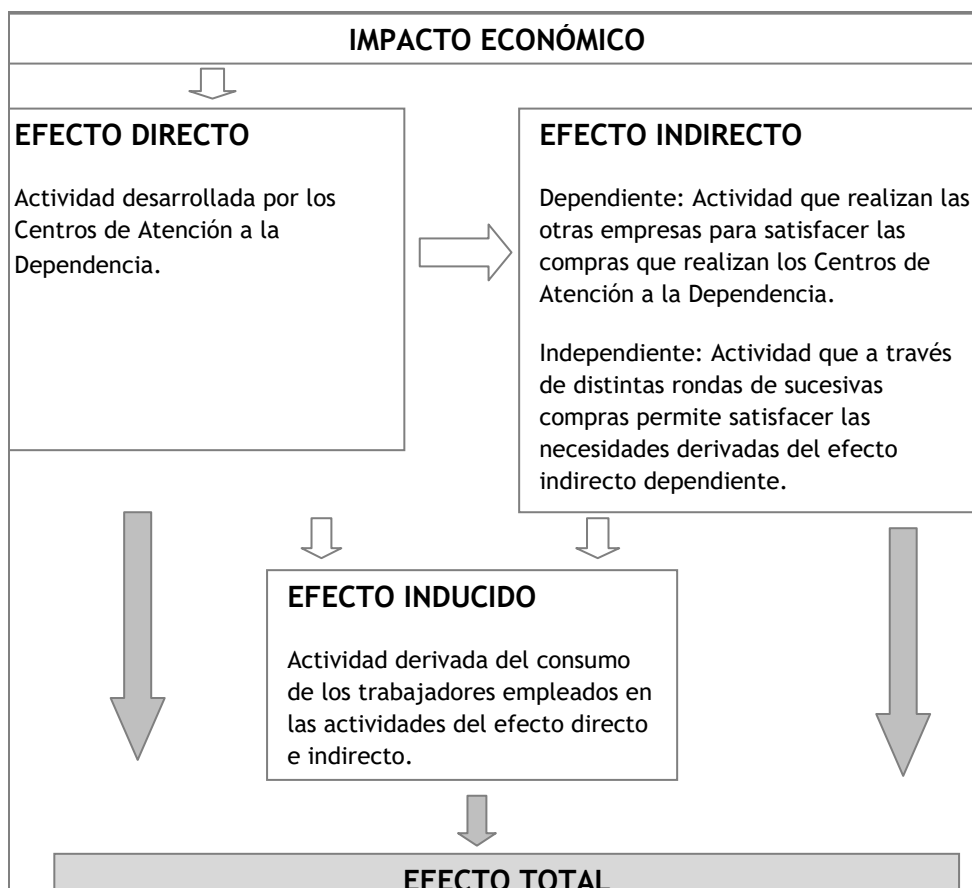 IMPACTO ECONÓMICO
EFECTO DIRECTO
Actividad desarrollada por los
Centros de Atención a la
Dependencia.
EFECTO INDIRECTO
Dependiente: Actividad que realizan las
otras empresas para satisfacer las
compras que realizan los Centros de
Atención a la Dependencia.
Independiente: Actividad que a través
de distintas rondas de sucesivas
compras permite satisfacer las
necesidades derivadas del efecto
indirecto dependiente.
EFECTO INDUCIDO
Actividad derivada del consumo
de los trabajadores empleados en
las actividades del efecto directo
e indirecto.
EFECTO TOTAL